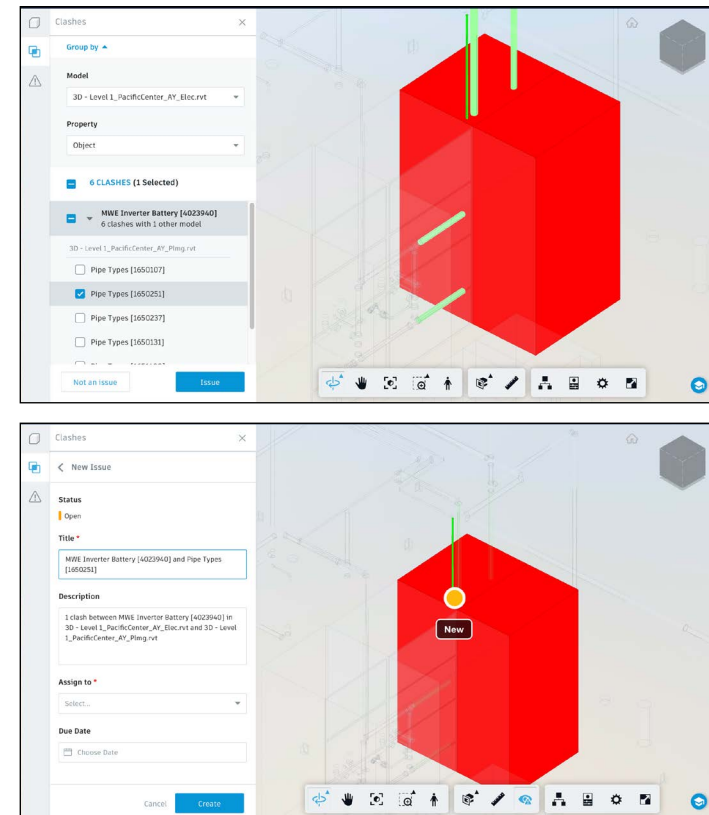 Clashes
Group by
Model
3D - Level 1_PacificCenter_AY_Elec.rvt
Property
Object
6 CLASHES (1 Selected)
MWE Inverter Battery [4023940]
6 clashes with 1 other model
3D - Level 1_PacificCenter_AY_Plmg.rvt
Pipe Types [1650107]
Pipe Types [1650251]
Pipe Types [1650237]
Pipe Types [1650131]
Not an issue
Issue
Clashes
New Issue
Status
Open
Title *
MWE Inverter Battery [4023940] and Pipe Types
[1650251]
Description
1 clash between MWE Inverter Battery [4023940] in
3D - Level 1_PacificCenter_AY_Elec.rvt and 3D - Level
1_PacificCenter_AY_Plmg.rvt
Assign to *
Select...
Due Date
Choose Date
Cancel
Create
New